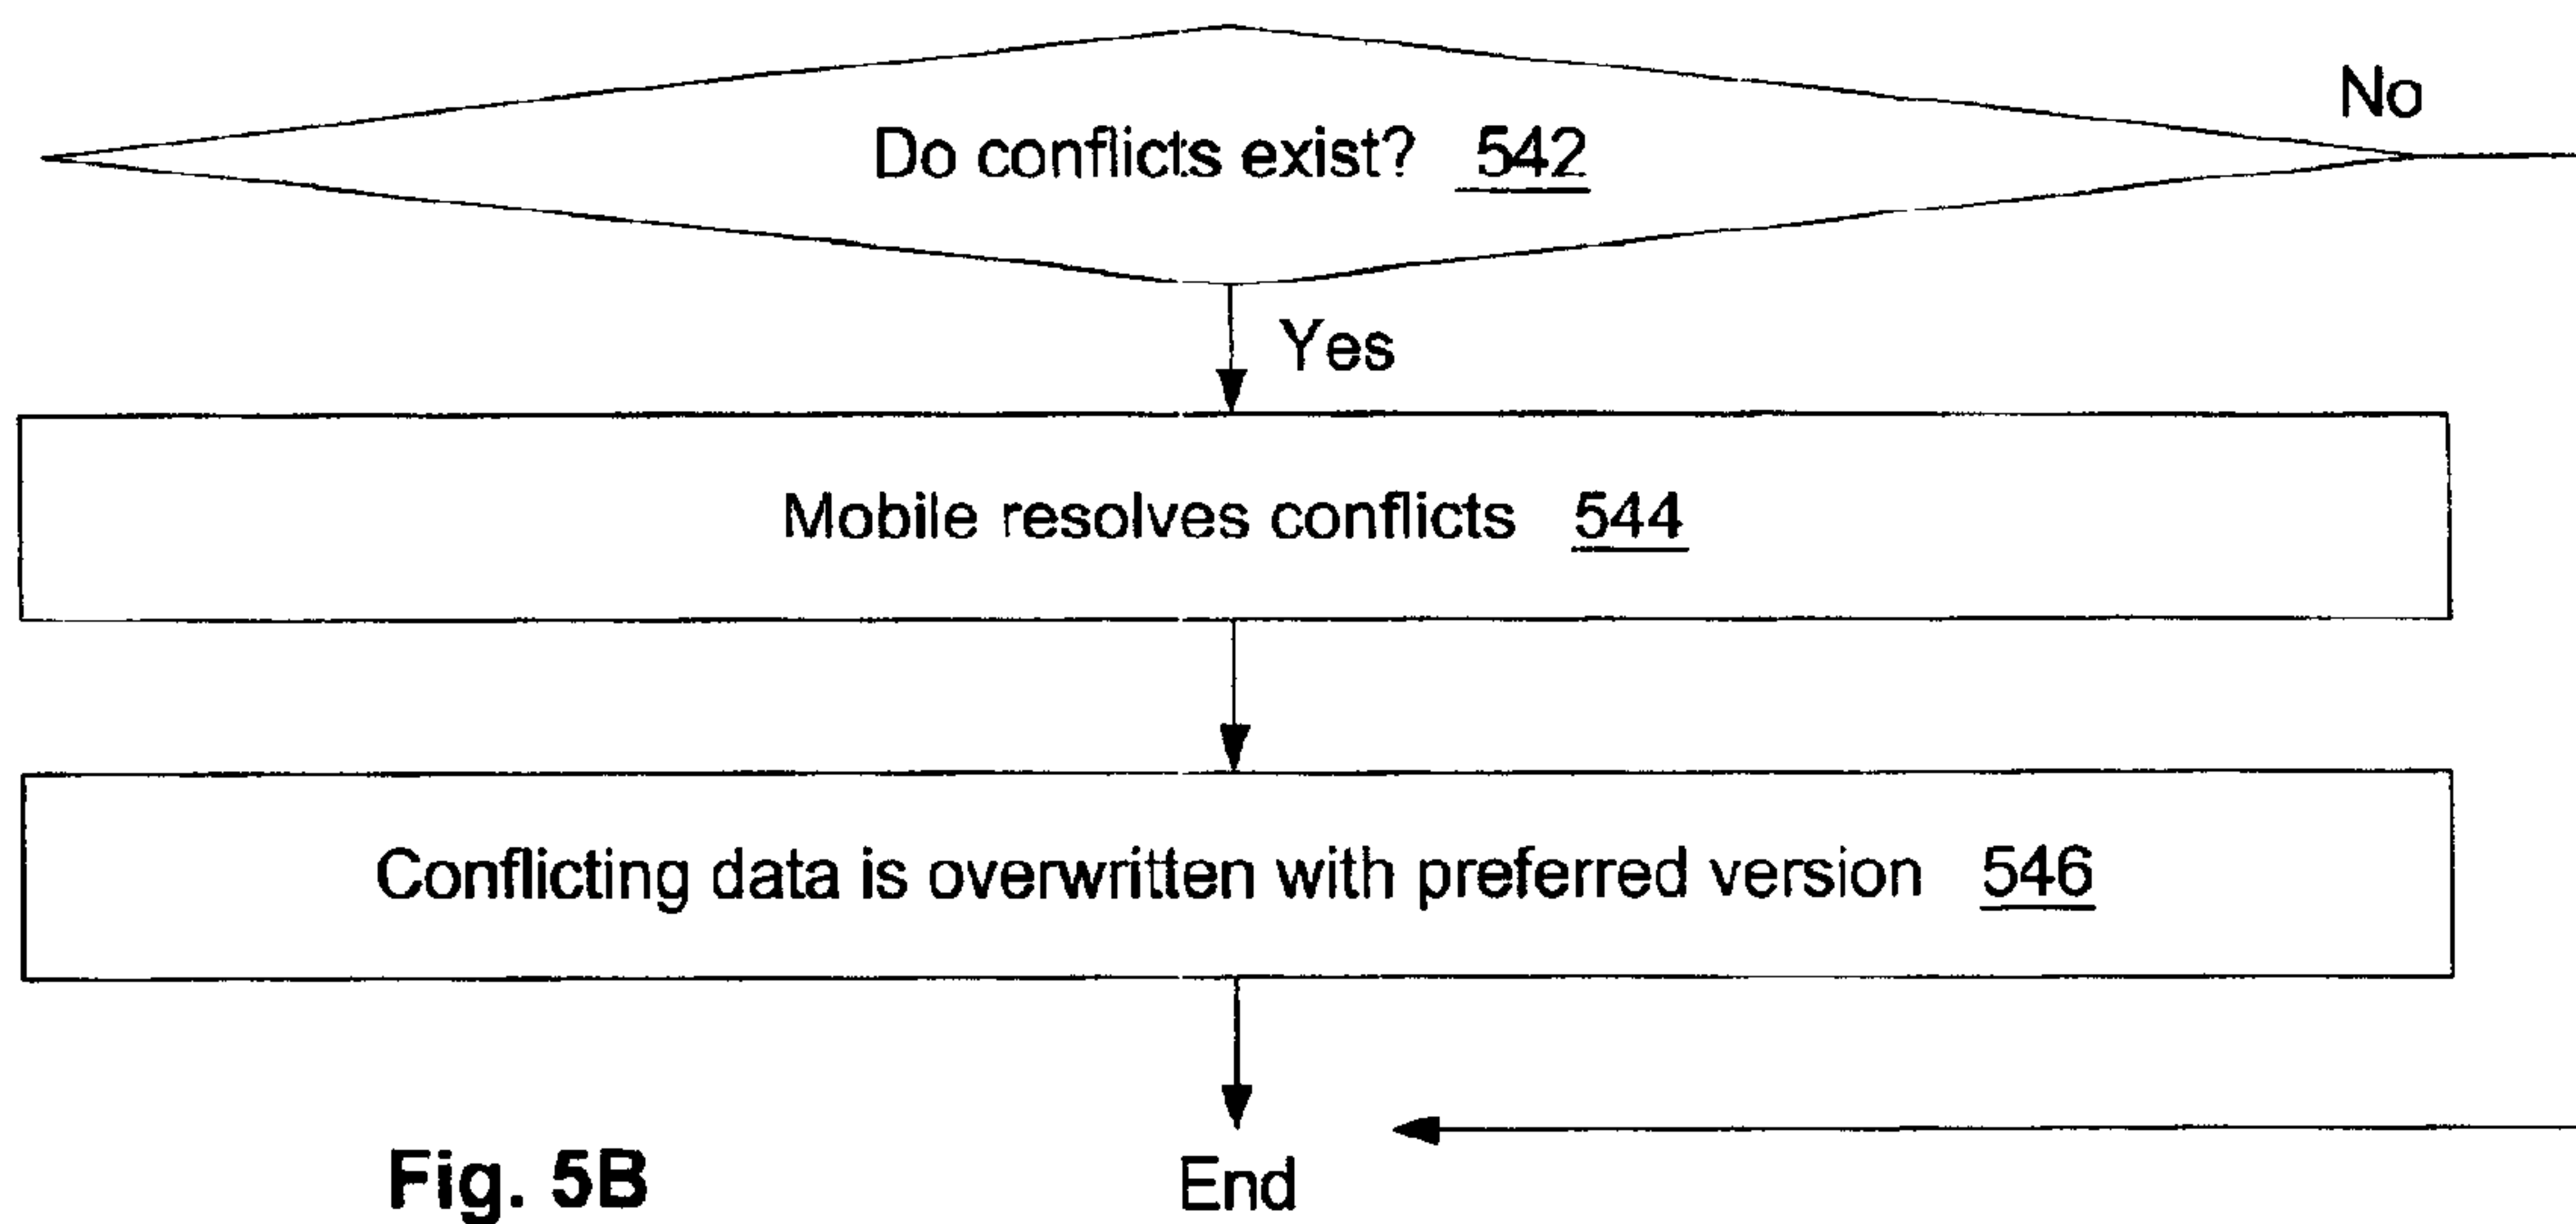 No
Do conflicts exist? 542
Yes
Mobile resolves conflicts 544
Conflicting data is overwritten with preferred version 546
Fig. 5B
End